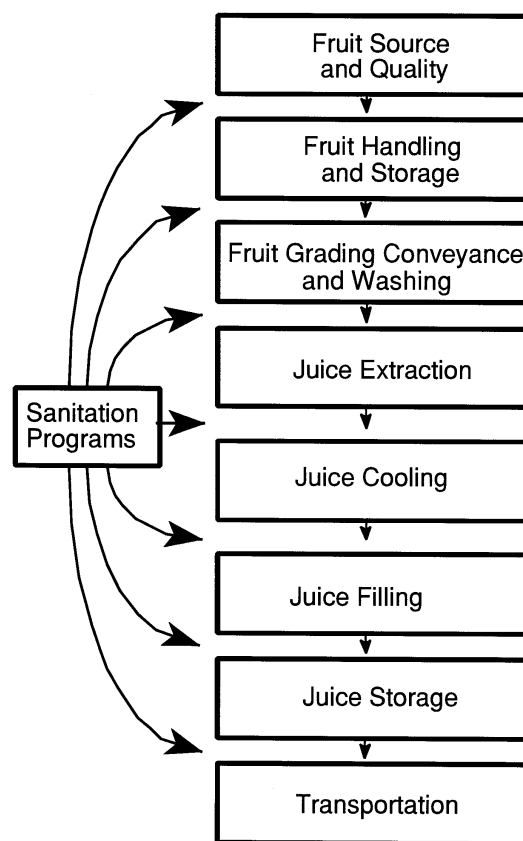 Fruit Source
and Quality
Fruit Handling
and Storage
Fruit Grading Conveyance
and Washing
Juice Extraction
Sanitation
Programs
Juice Cooling
Juice Filling
Juice Storage
Transportation